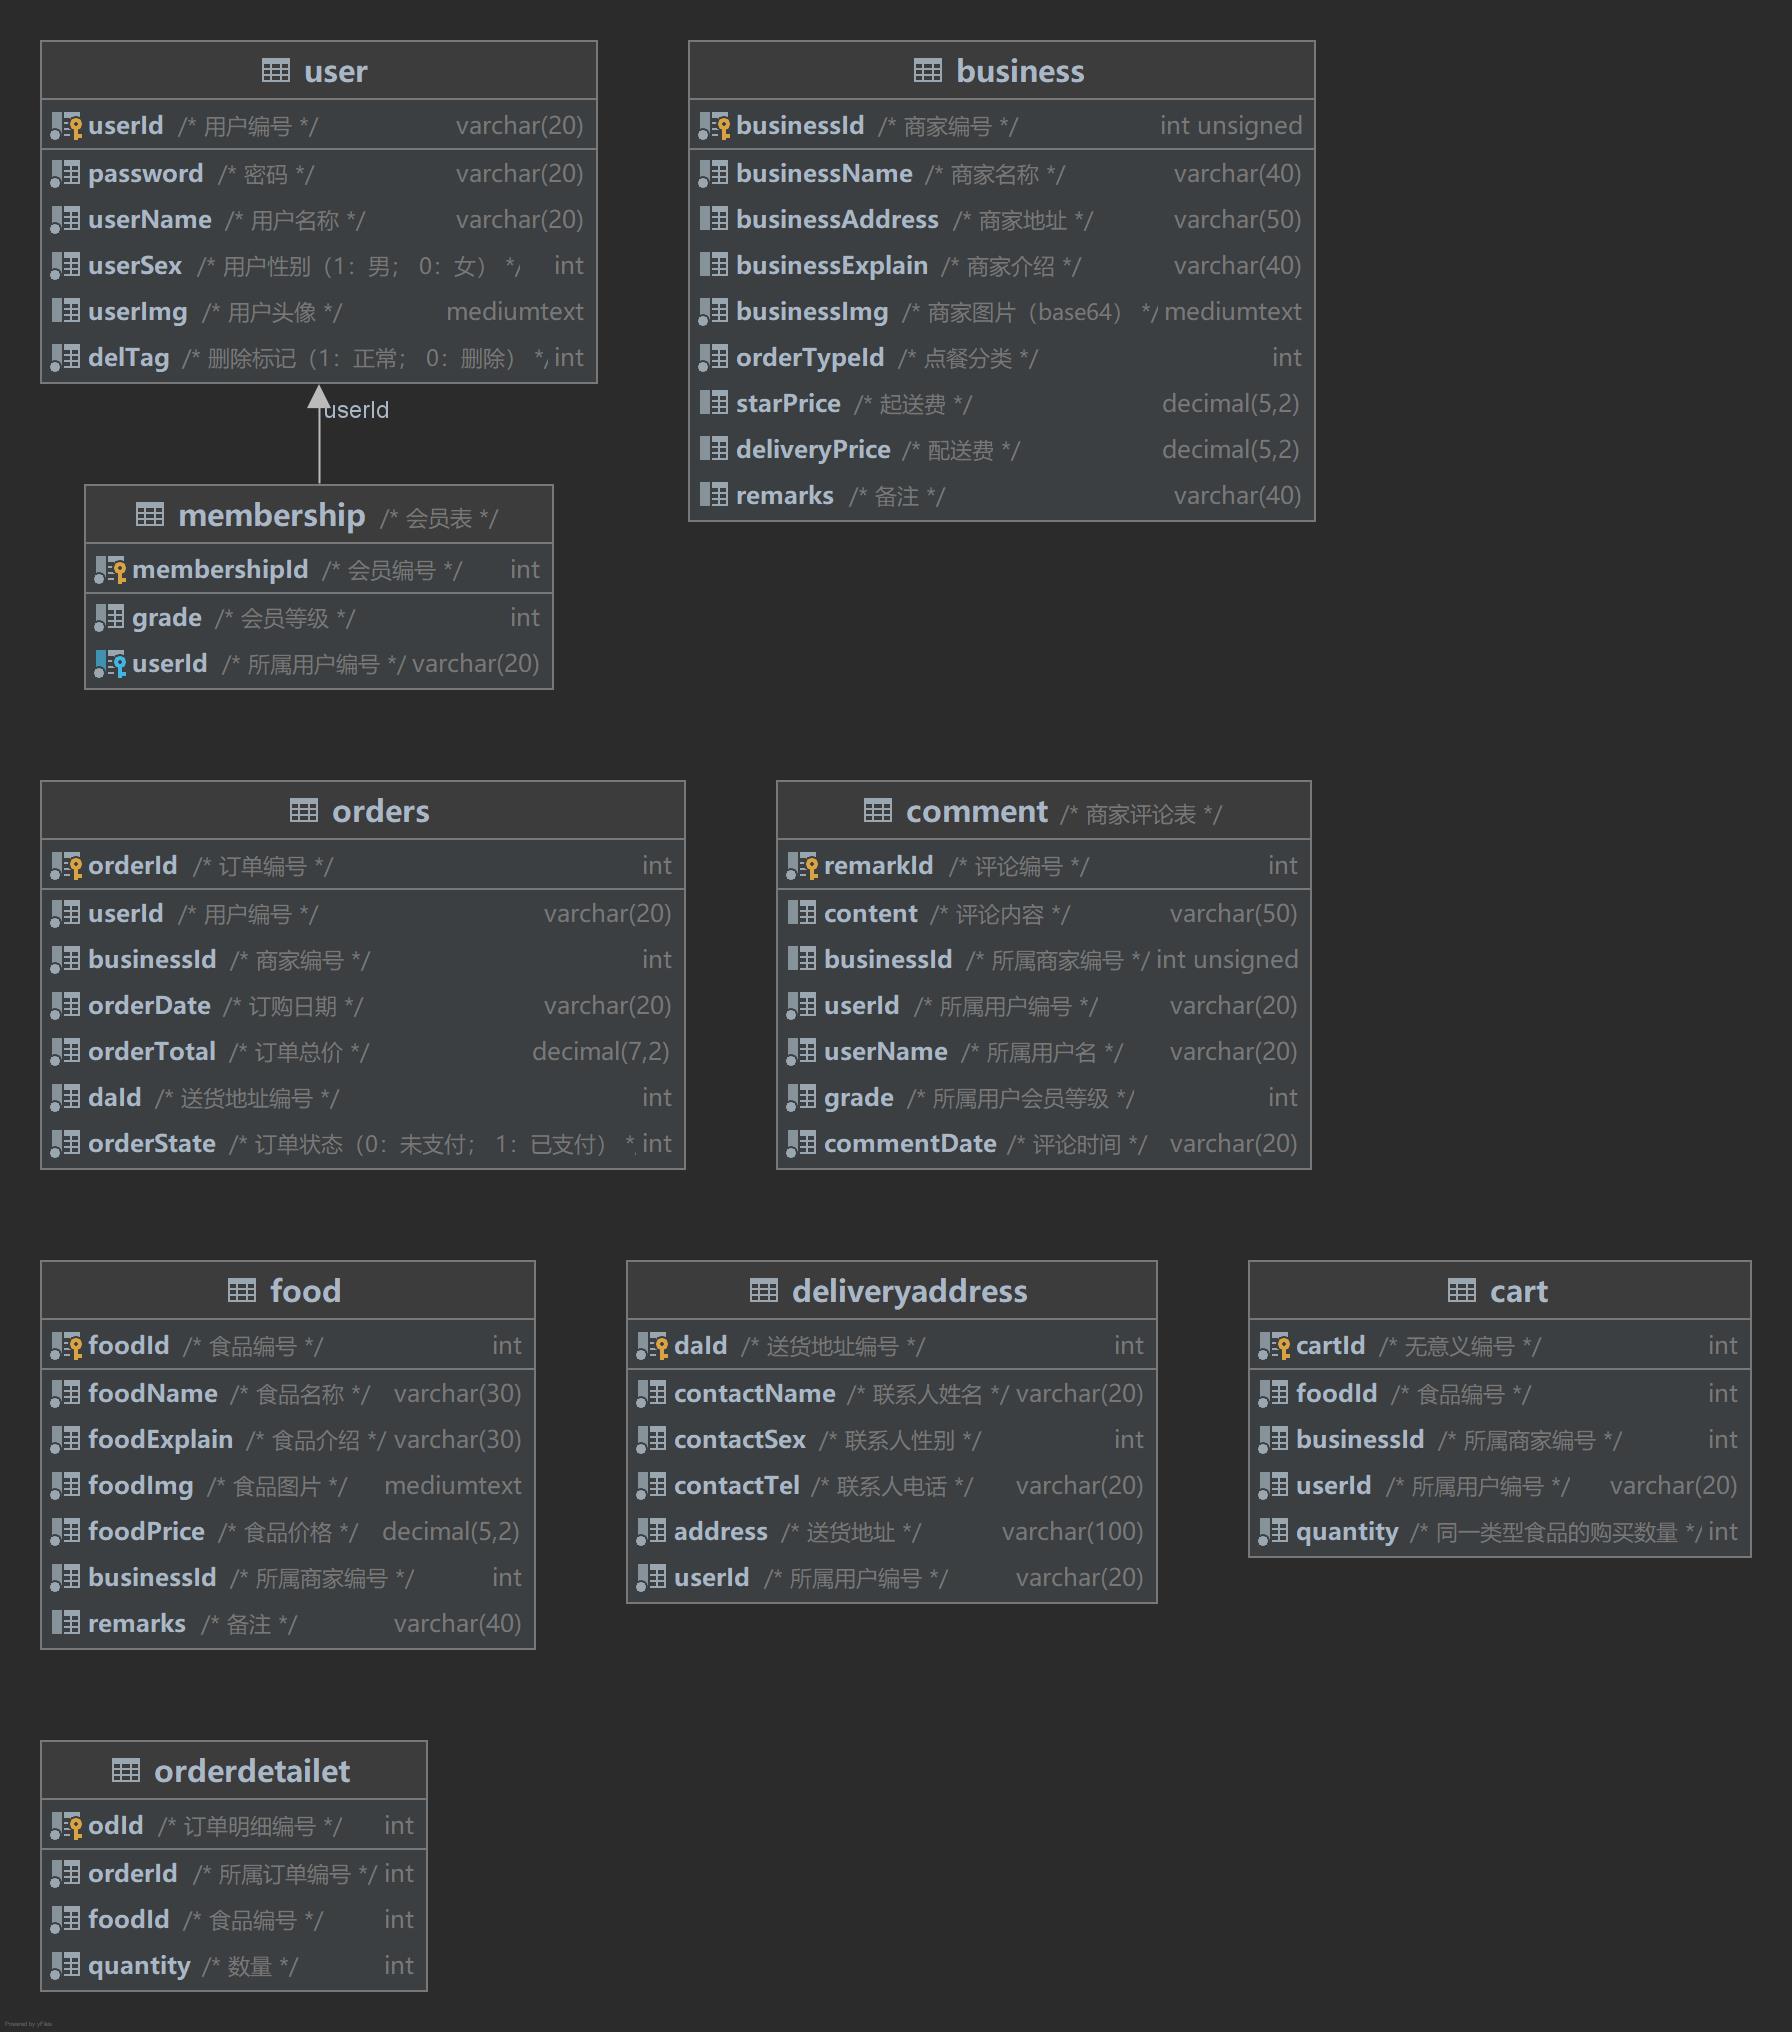 user
userId /* 用户编号 */ varchar(20)
password /* 密码 */ varchar(20)
userName /* 用户名称 */ varchar(20)
userSex /* 用户性别（1：男； 0：女） */ int
userImg /* 用户头像 */ mediumtext
delTag /* 删除标记（1：正常； 0：删除） */ int
userId
membership /* 会员表 */
membershipId /* 会员编号 */ int
grade /* 会员等级 */ int
userId /* 所属用户编号 */ varchar(20)
business
businessId /* 商家编号 */ int unsigned
businessName /* 商家名称 */ varchar(40)
businessAddress /* 商家地址 */ varchar(50)
businessExplain /* 商家介绍 */ varchar(40)
businessImg /* 商家图片（base64） */ mediumtext
orderTypeId /* 点餐分类 */ int
starPrice /* 起送费 */ decimal(5,2)
deliveryPrice /* 配送费 */ decimal(5,2)
remarks /* 备注 */ varchar(40)
orders
orderId /* 订单编号 */ int
userId /* 用户编号 */ varchar(20)
businessId /* 商家编号 */ int
orderDate /* 订购日期 */ varchar(20)
orderTotal /* 订单总价 */ decimal(7,2)
daId /* 送货地址编号 */ int
orderState /* 订单状态（0：未支付； 1：已支付） * int
comment /* 商家评论表 */
remarkId /* 评论编号 */ int
content /* 评论内容 */ varchar(50)
businessId /* 所属商家编号 */ int unsigned
userId /* 所属用户编号 */ varchar(20)
userName /* 所属用户名 */ varchar(20)
grade /* 所属用户会员等级 */ int
commentDate /* 评论时间 */ varchar(20)
food
foodId /* 食品编号 */ int
foodName /* 食品名称 */ varchar(30)
foodExplain /* 食品介绍 */ varchar(30)
foodImg /* 食品图片 */ mediumtext
foodPrice /* 食品价格 */ decimal(5,2)
businessId /* 所属商家编号 */ int
remarks /* 备注 */ varchar(40)
deliveryaddress
daId /* 送货地址编号 */ int
contactName /* 联系人姓名 */ varchar(20)
contactSex /* 联系人性别 */ int
contactTel /* 联系人电话 */ varchar(20)
address /* 送货地址 */ varchar(100)
userId /* 所属用户编号 */ varchar(20)
cart
cartId /* 无意义编号 */ int
foodId /* 食品编号 */ int
businessId /* 所属商家编号 */ int
userId /* 所属用户编号 */ varchar(20)
quantity /* 同一类型食品的购买数量 */ int
orderdetailet
odId /* 订单明细编号 */ int
orderId /* 所属订单编号 */ int
foodId /* 食品编号 */ int
quantity /* 数量 */ int
Powered by yFiles